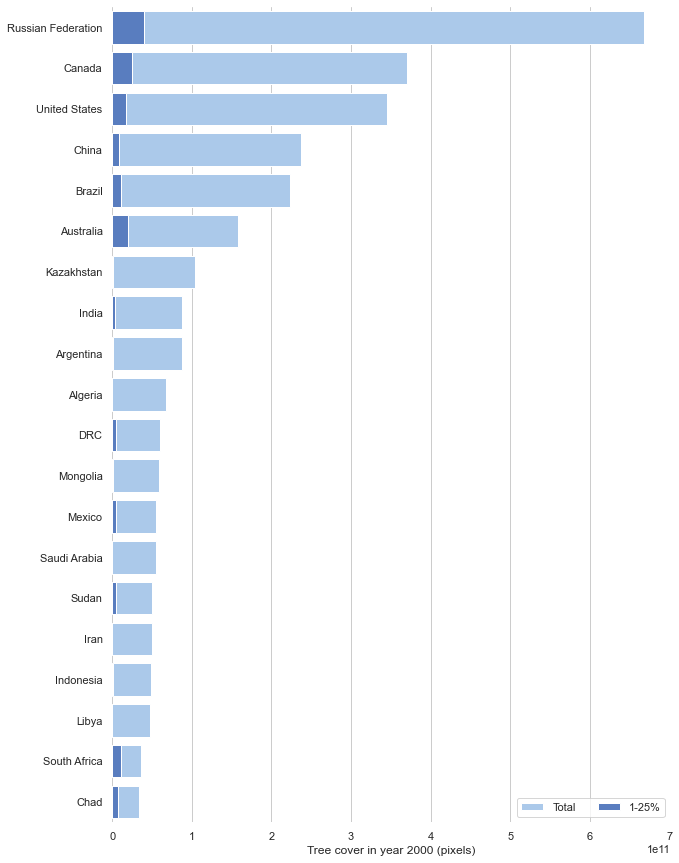 Russian Federation
Canada
United States
China
Brazil
Australia
Kazakhstan
India
Argentina
Algeria
DRC
Mongolia
Mexico
Saudi Arabia
Sudan
Iran
Indonesia
Libya
South Africa
Chad
Total 1-25%
0 1 2 3 4 5 6 7
Tree cover in year 2000 (pixels) 1e11